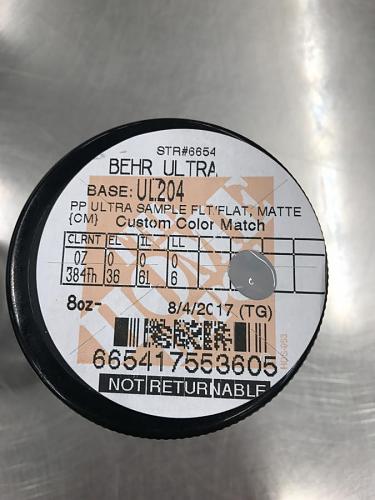 STR#6654
BEHR ULTRA
BASE: UL204
PP ULTRA SAMPLE FLT/FLAT, MATTE
{CM} Custom Color Match
CLRNT EL IL LL
OZ 0 0 0
384th 36 61 6
8oz- 8/4/2017 (TG)
665417553605
NOT RETURNABLE